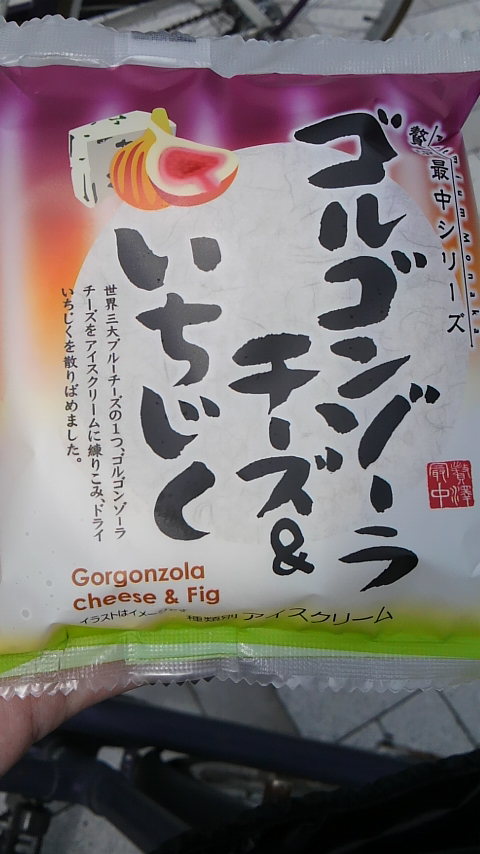 最中シリーズ
ゴルゴンゾーラ
チーズ&
いちじく
世界三大ブルーチーズの1つ、ゴルゴンゾーラ
チーズをアイスクリームに練りこみ、ドライ
いちじくを散りばめました。
贅澤
最中
Gorgonzola
cheese & Fig
イラストはイメージです
種類別 アイスクリーム